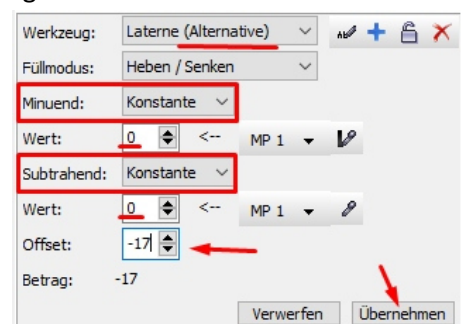 Werkzeug: Laterne (Alternative)
Füllmodus: Heben / Senken
Minuend: Konstante
Wert: 0 <-- MP 1
Subtrahend: Konstante
Wert: 0 <-- MP 1
Offset: -17
Betrag: -17
Verwerfen Übernehmen